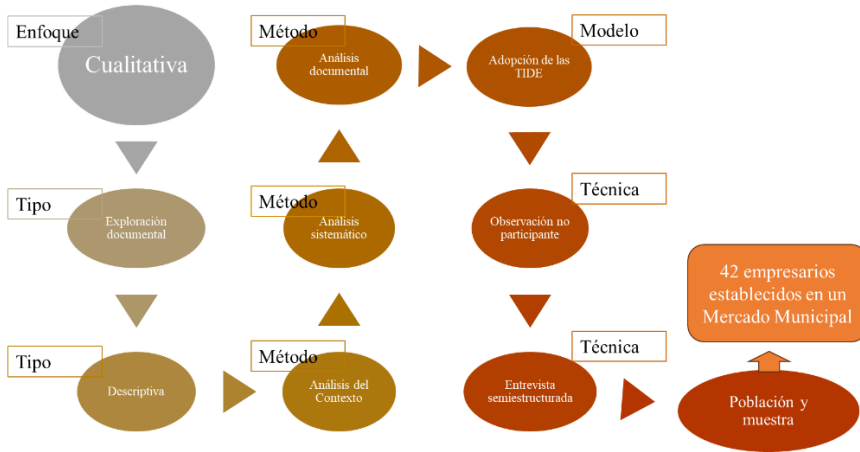 Enfoque
Cualitativa
Tipo
Exploración
documental
Tipo
Descriptiva
Método
Análisis del
Contexto
Método
Análisis
sistemático
Método
Análisis
documental
Modelo
Adopción de las
TIDE
Técnica
Observación no
participante
Técnica
Entrevista
semiestructurada
Población y
muestra
42 empresarios
establecidos en un
Mercado Municipal